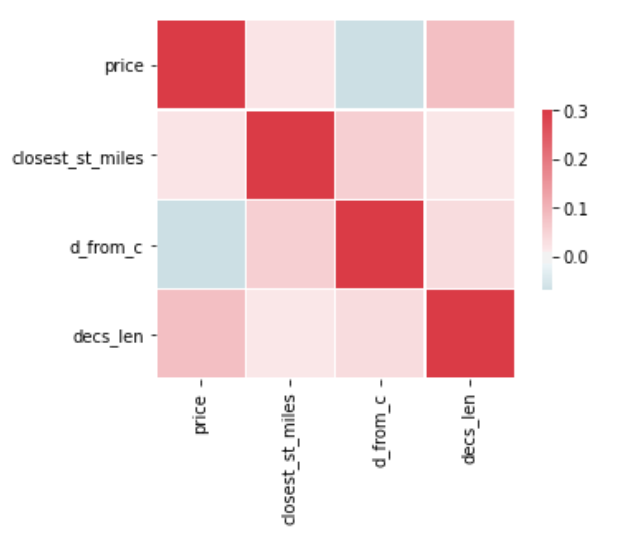 price
closest_st_miles
d_from_c
decs_len
0.3
0.2
0.1
0.0
price
closest_st_miles
d_from_c
decs_len